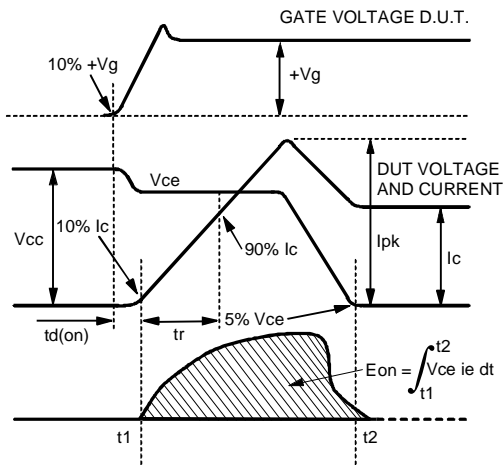 GATE VOLTAGE D.U.T.
10% +Vg
+Vg
Vce
DUT VOLTAGE
AND CURRENT
10% Ic
Vcc
90% Ic
Ipk
Ic
td(on)
tr
5% Vce
Eon = ∫ Vce ie dt
t2
t1
t1
t2